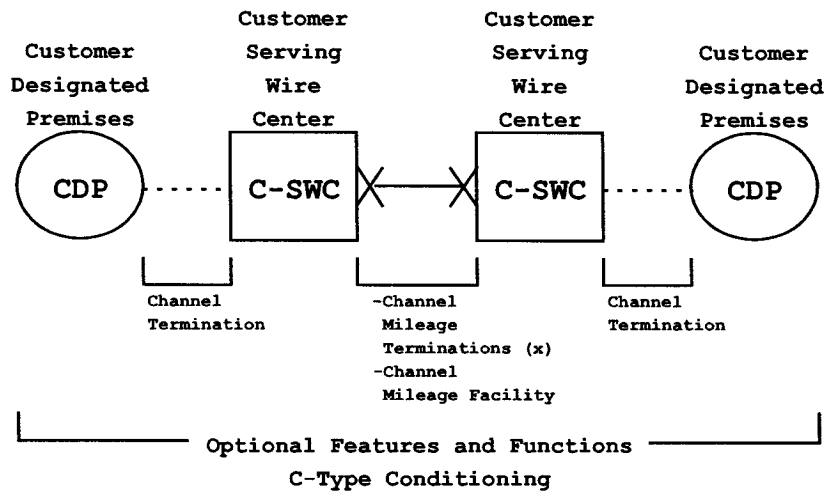 Customer
Designated
Premises
Customer
Serving
Wire
Center
Customer
Serving
Wire
Center
Customer
Designated
Premises
CDP
C-SWC
C-SWC
CDP
Channel
Termination
-Channel
Mileage
Terminations (x)
-Channel
Mileage Facility
Channel
Termination
Optional Features and Functions
C-Type Conditioning